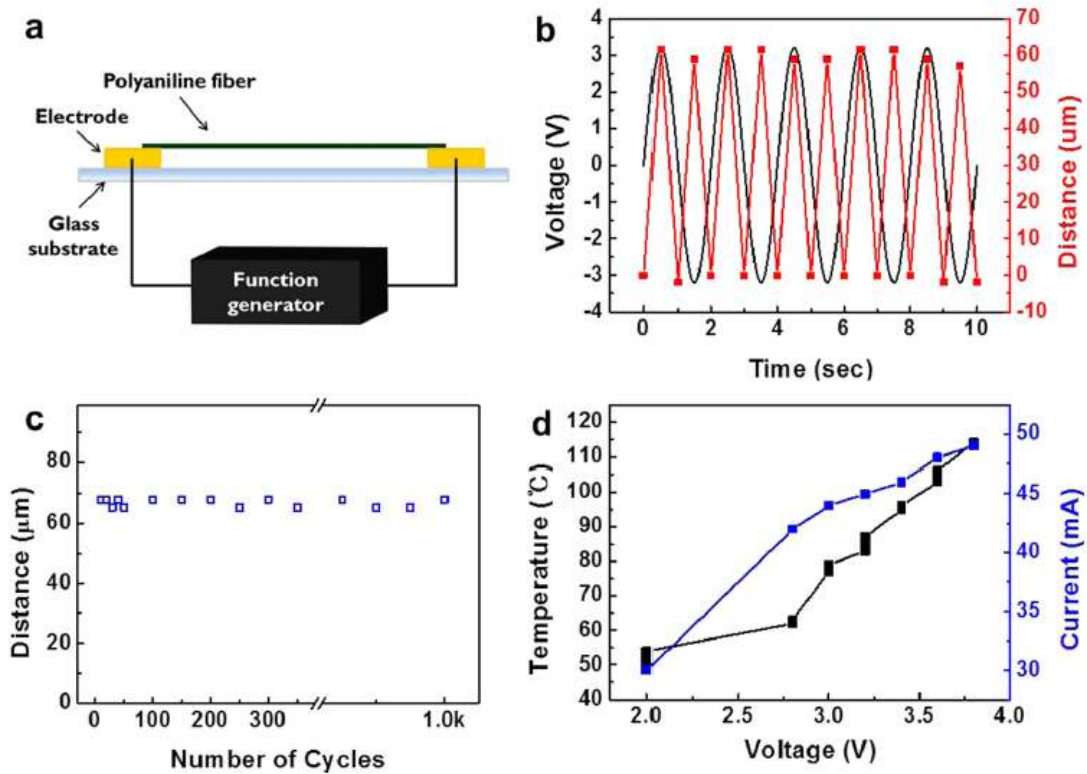 a
Polyaniline fiber
Electrode
Glass
substrate
Function
generator
b
Voltage (V)
4
3
2
1
0
-1
-2
-3
-4
0 2 4 6 8 10
Time (sec)
70
60
50
40
30
20
10
0
-10
Distance (um)
c
Distance (μm)
80
60
40
20
0
0 100 200 300 1.0k
Number of Cycles
d
Temperature (℃)
120
110
100
90
80
70
60
50
40
2.0 2.5 3.0 3.5 4.0
Voltage (V)
50
45
40
35
30
Current (mA)